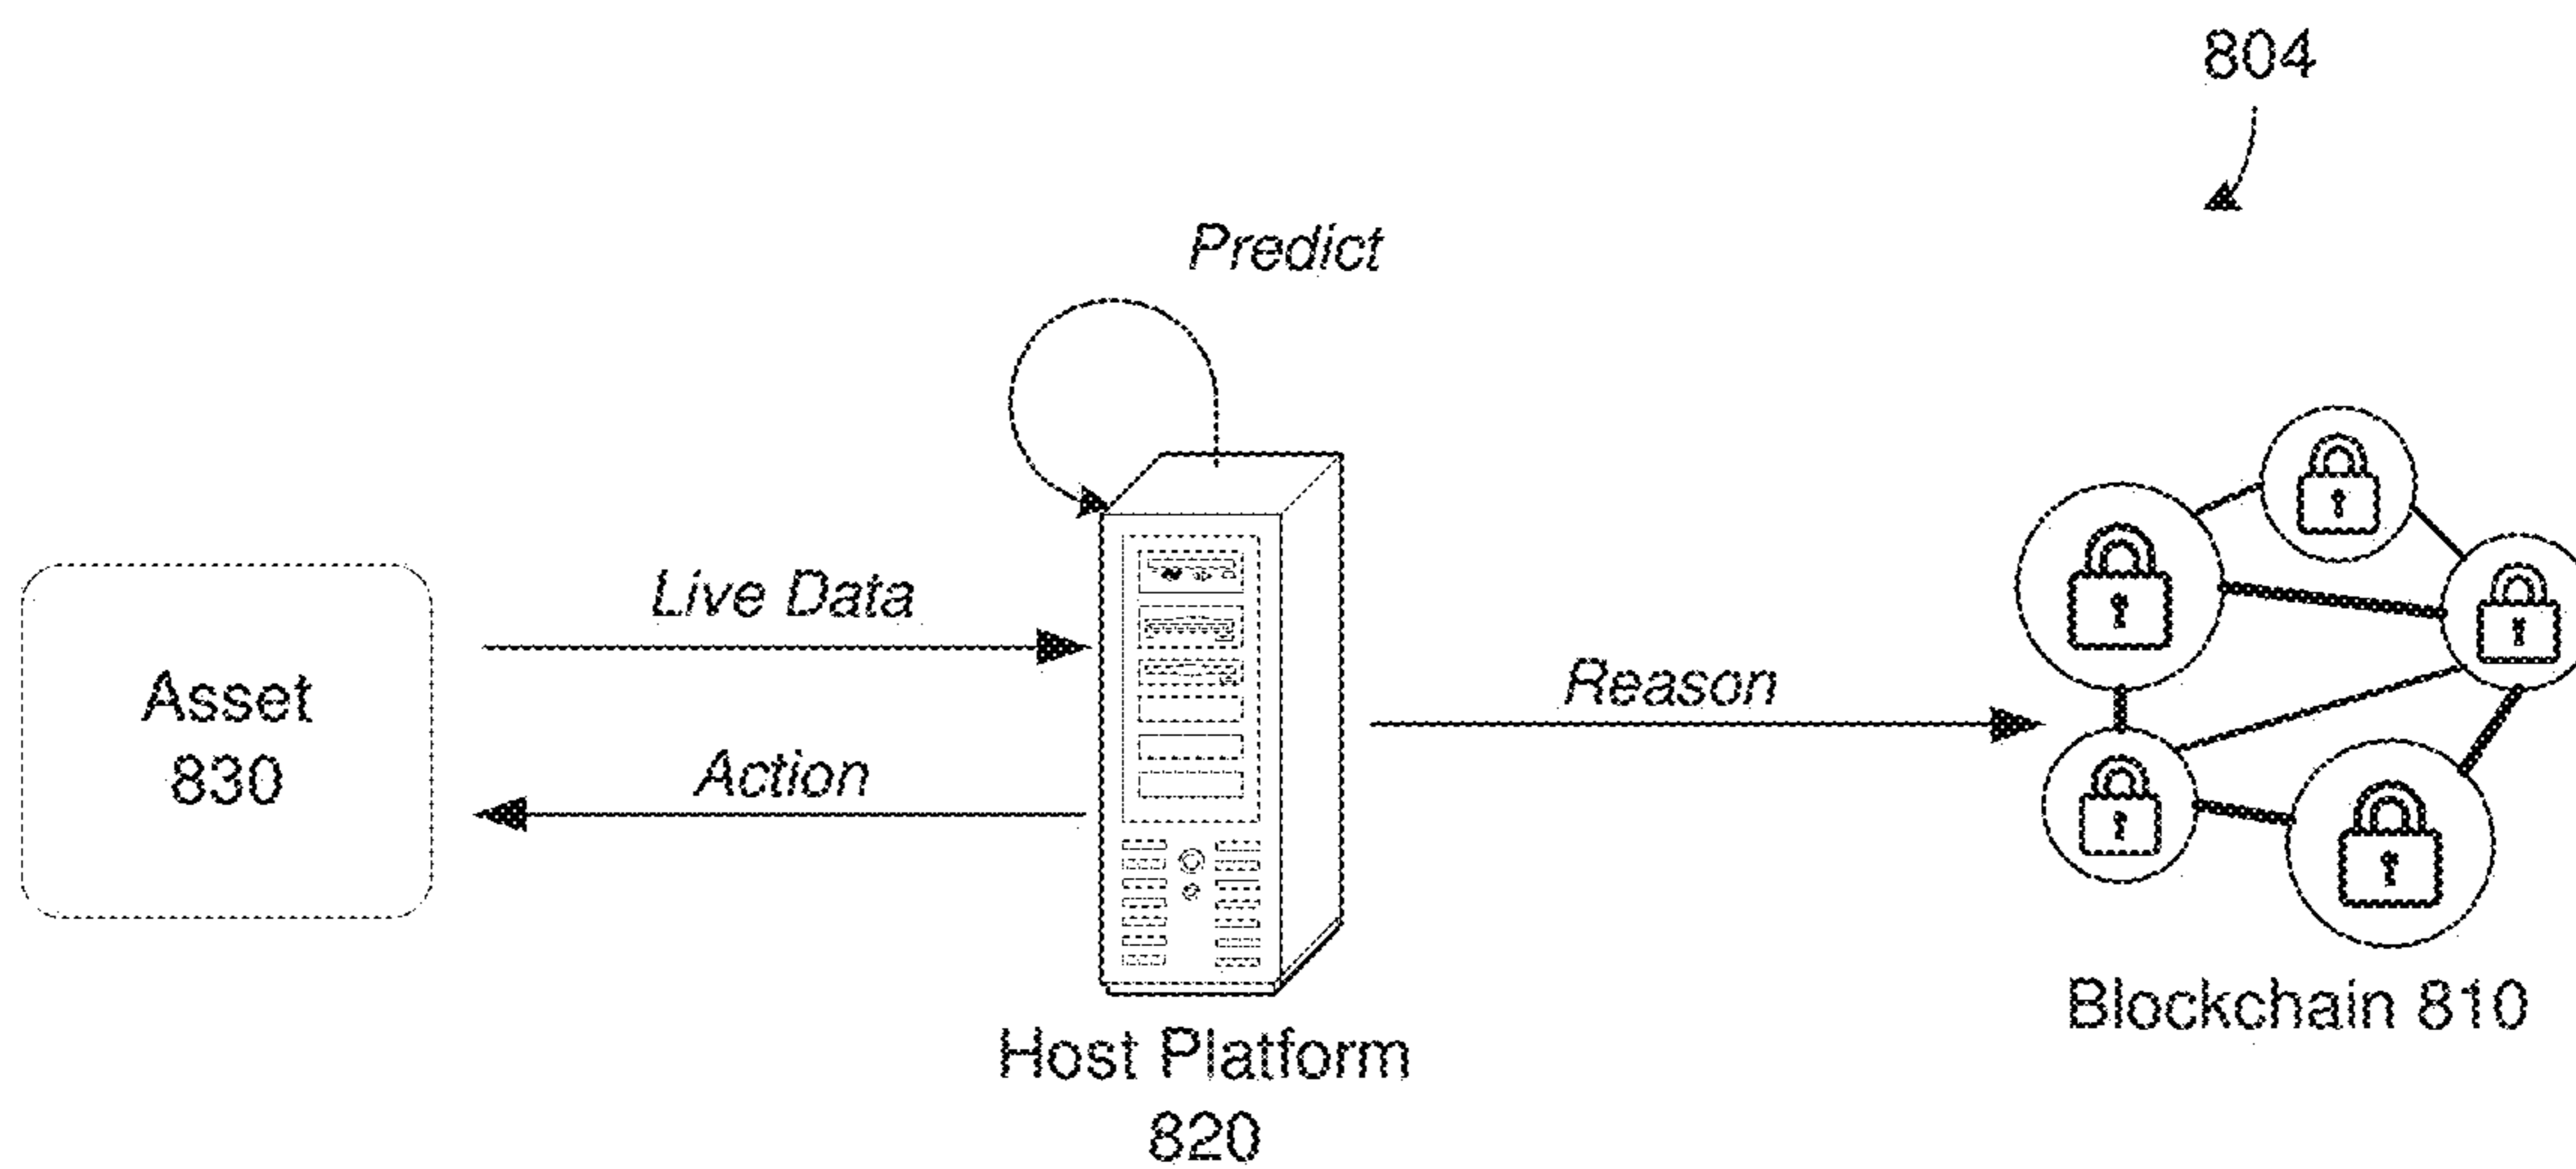 804
Predict
Live Data
Asset
830
Action
Reason
Blockchain 810
Host Platform
820